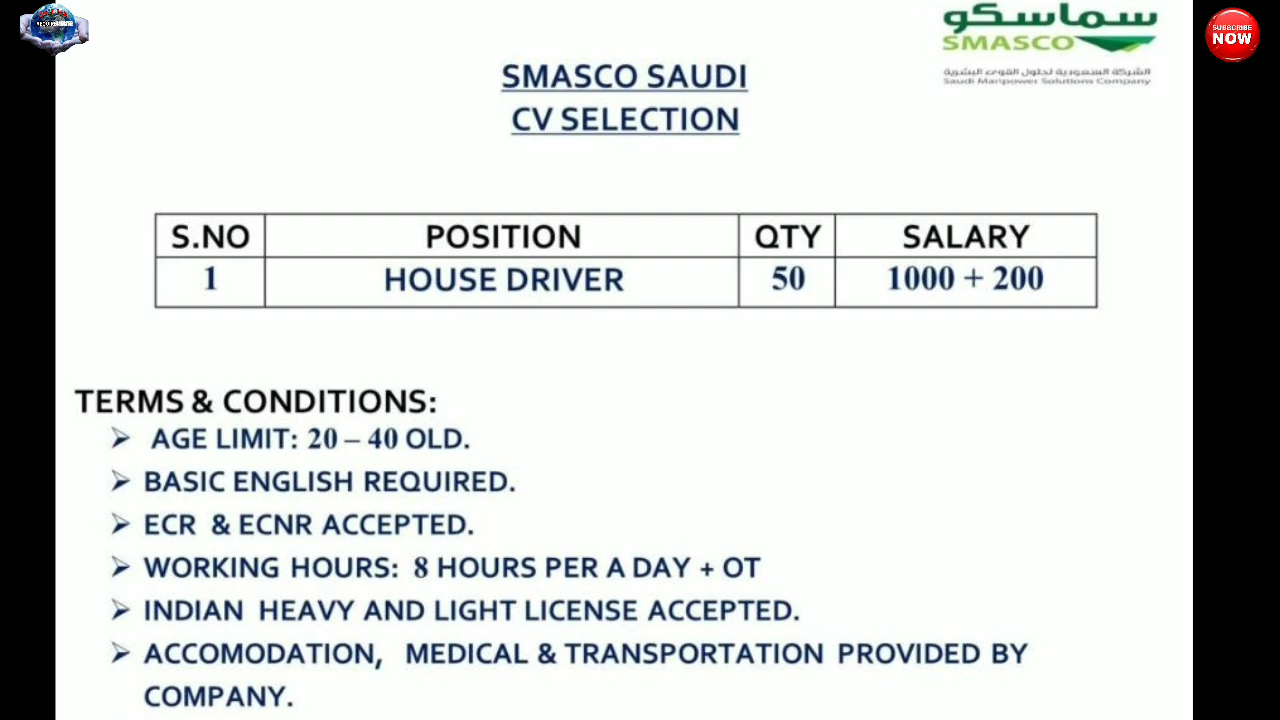 سماسكو
SMASCO
الشركة السعودية لحلول القوى البشرية
Saudi Manpower Solutions Company
SUBSCRIBE
NOW
SMASCO SAUDI
CV SELECTION
S.NO POSITION QTY SALARY
1 HOUSE DRIVER 50 1000 + 200
TERMS & CONDITIONS:
➢ AGE LIMIT: 20 – 40 OLD.
➢ BASIC ENGLISH REQUIRED.
➢ ECR & ECNR ACCEPTED.
➢ WORKING HOURS: 8 HOURS PER A DAY + OT
➢ INDIAN HEAVY AND LIGHT LICENSE ACCEPTED.
➢ ACCOMODATION, MEDICAL & TRANSPORTATION PROVIDED BY
COMPANY.